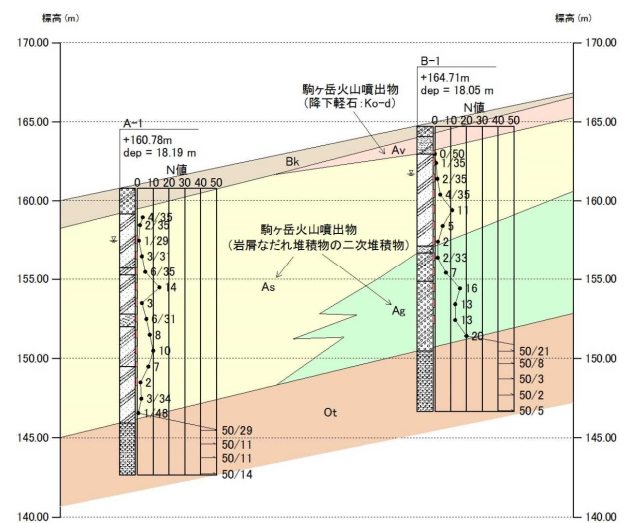 標高 (m)
標高 (m)
170.00
170.00
B-1
+164.71m
dep = 18.05 m
N値
0 10 20 30 40 50
駒ヶ岳火山噴出物
(降下軽石:Ko-d)
165.00
165.00
A-1
+160.78m
dep = 18.19 m
N値
0 10 20 30 40 50
Bk
Av
0/50
1/35
2/35
4/35
11
5
2
2/33
7
16
13
13
20
50/21
50/8
50/3
50/2
50/5
160.00
160.00
4/35
2/35
1/29
3/31
6/35
14
3
6/31
8
10
7
2
3/34
1/48
50/29
50/11
50/11
50/14
駒ヶ岳火山噴出物
(岩屑なだれ堆積物の二次堆積物)
As
Ag
155.00
155.00
150.00
150.00
Ot
145.00
145.00
140.00
140.00